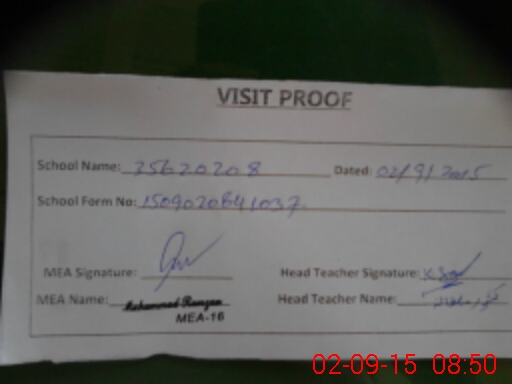 VISIT PROOF
School Name: 35620208 Dated: 02/9/2015
School Form No: 1509020841037
MEA Signature: Head Teacher Signature:
MEA Name: Muhammad Ramzan Head Teacher Name:
MEA-16
02-09-15 08:50